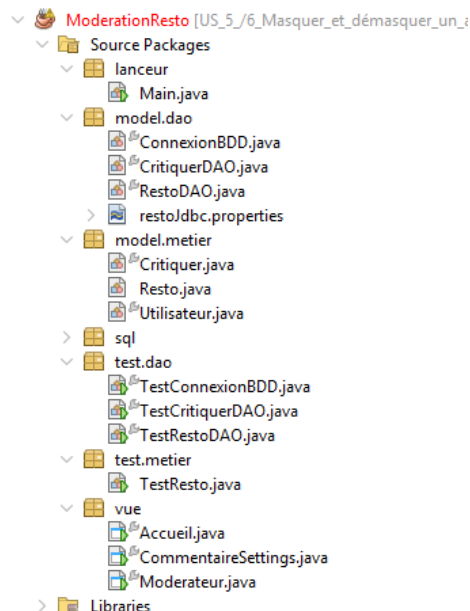 ModerationResto [US_5_/6_Masquer_et_démasquer_un_a
Source Packages
lanceur
Main.java
model.dao
ConnexionBDD.java
CritiquerDAO.java
RestoDAO.java
restoJdbc.properties
model.metier
Critiquer.java
Resto.java
Utilisateur.java
sql
test.dao
TestConnexionBDD.java
TestCritiquerDAO.java
TestRestoDAO.java
test.metier
TestResto.java
vue
Accueil.java
CommentaireSettings.java
Moderateur.java
Libraries